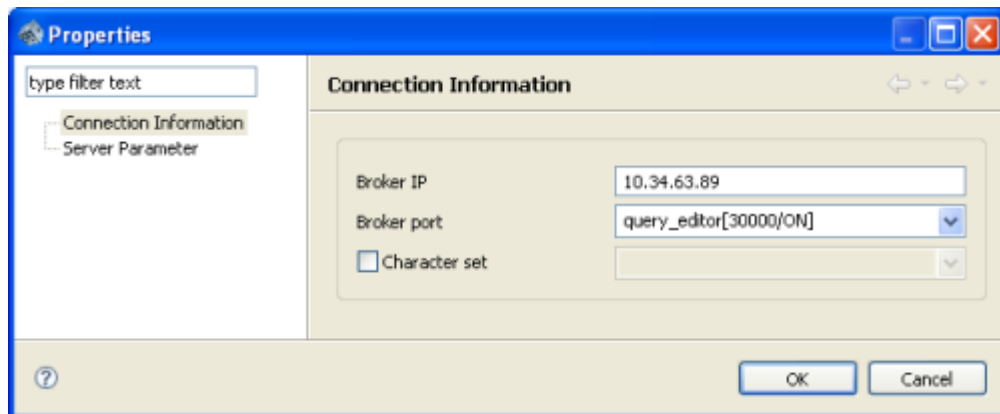 Properties
type filter text
Connection Information
Server Parameter
Connection Information
Broker IP
10.34.63.89
Broker port
query_editor[30000/ON]
Character set
OK
Cancel